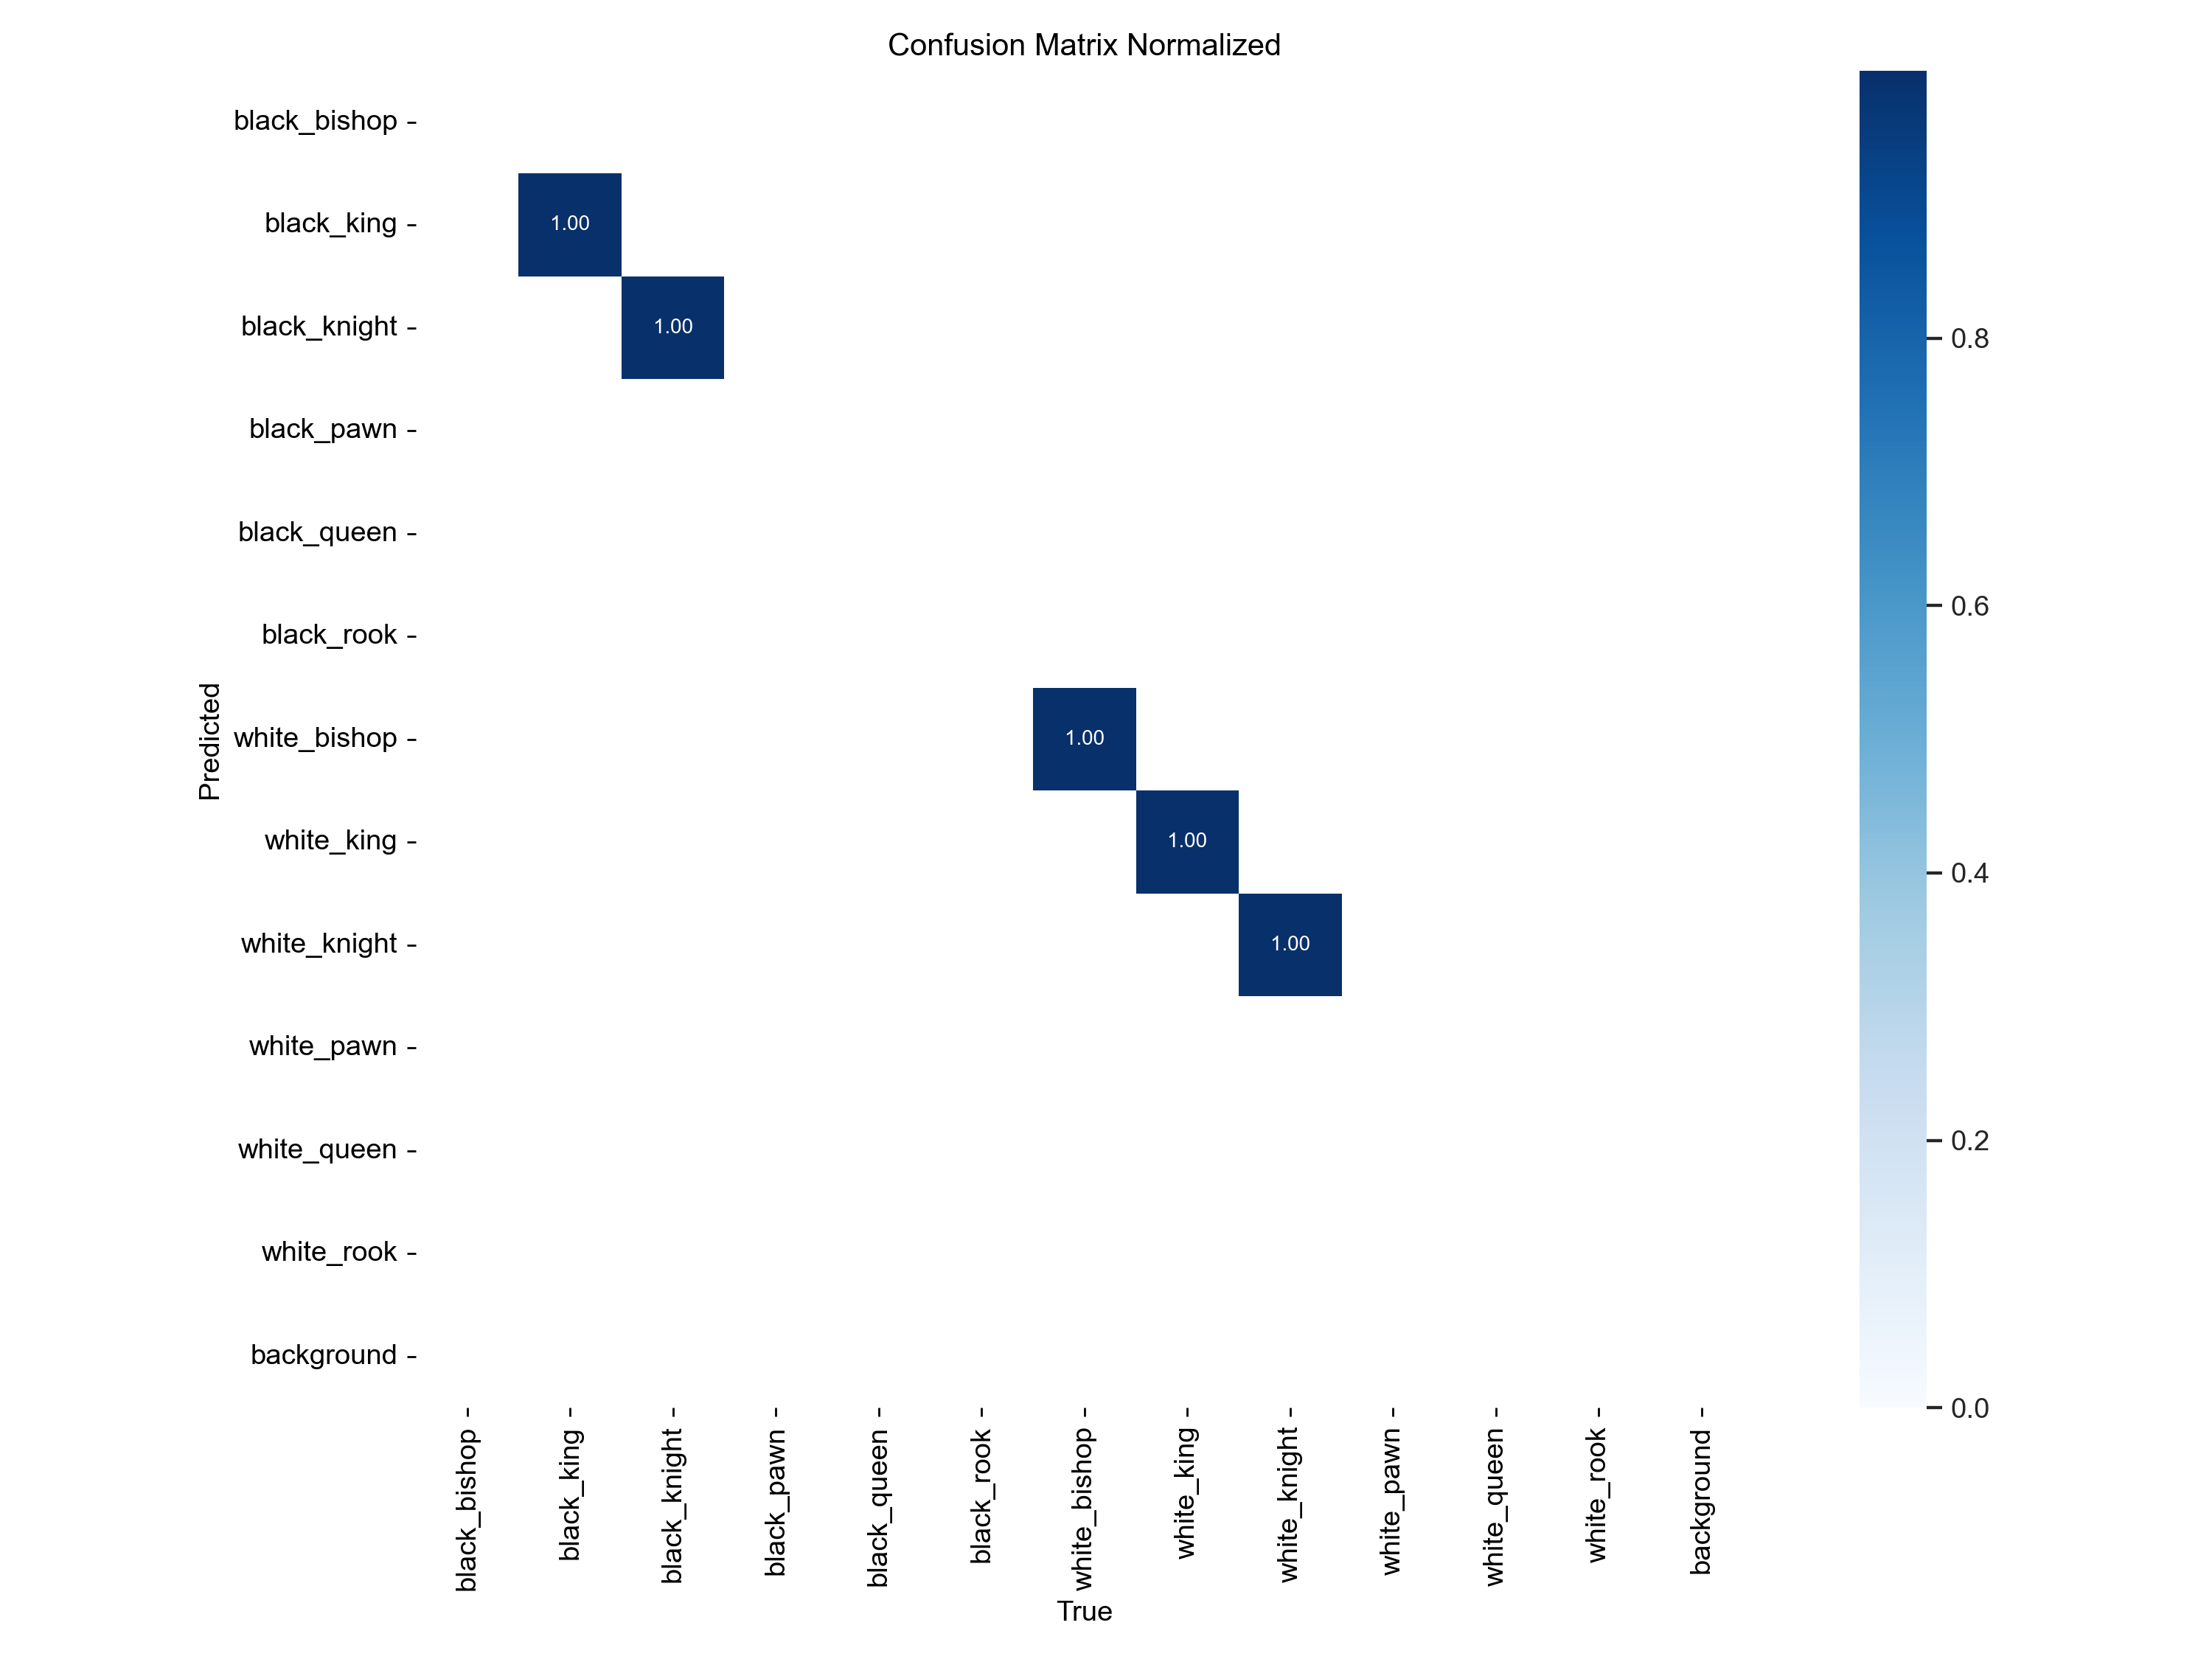 Confusion Matrix Normalized
black_bishop
black_king
black_knight
black_pawn
black_queen
black_rook
white_bishop
white_king
white_knight
white_pawn
white_queen
white_rook
background
Predicted
1.00
1.00
1.00
1.00
1.00
black_bishop
black_king
black_knight
black_pawn
black_queen
black_rook
white_bishop
white_king
white_knight
white_pawn
white_queen
white_rook
background
True
0.8
0.6
0.4
0.2
0.0